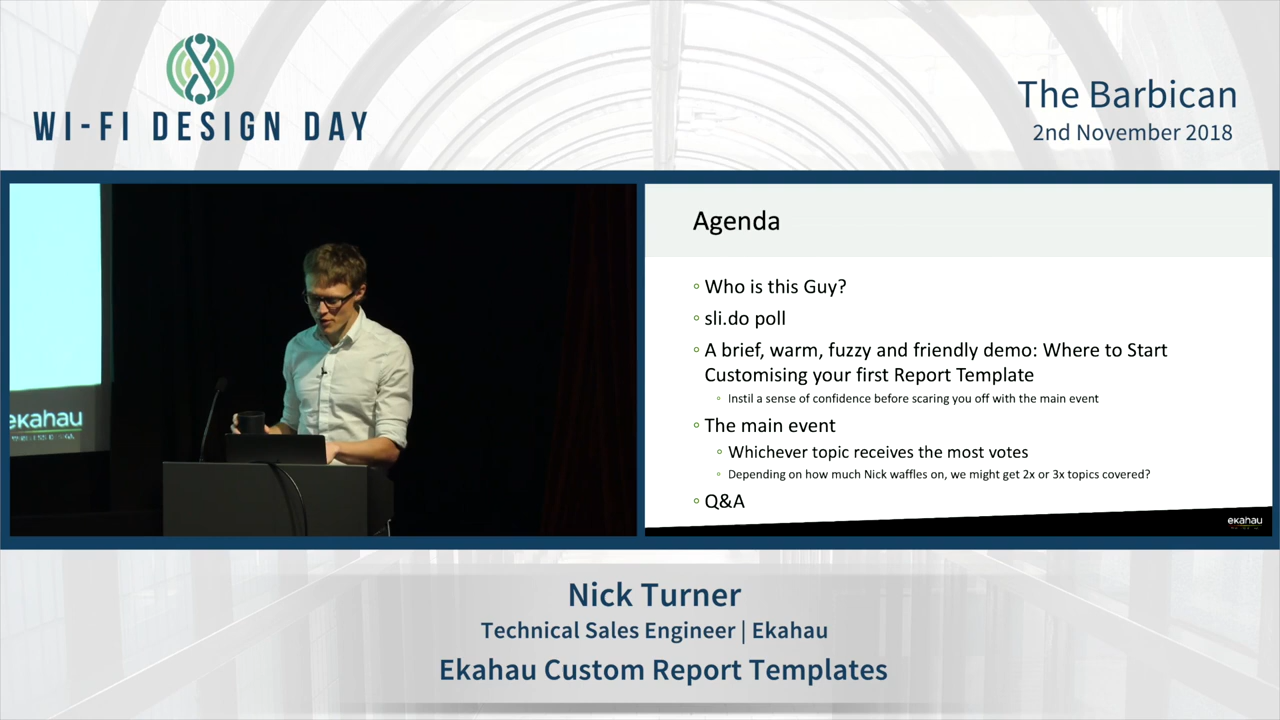 WI-FI DESIGN DAY
The Barbican
2nd November 2018
ekahau
Agenda
Who is this Guy?
sli.do poll
A brief, warm, fuzzy and friendly demo: Where to Start
Customising your first Report Template
Instil a sense of confidence before scaring you off with the main event
The main event
Whichever topic receives the most votes
Depending on how much Nick waffles on, we might get 2x or 3x topics covered?
Q&A
ekahau
Nick Turner
Technical Sales Engineer | Ekahau
Ekahau Custom Report Templates